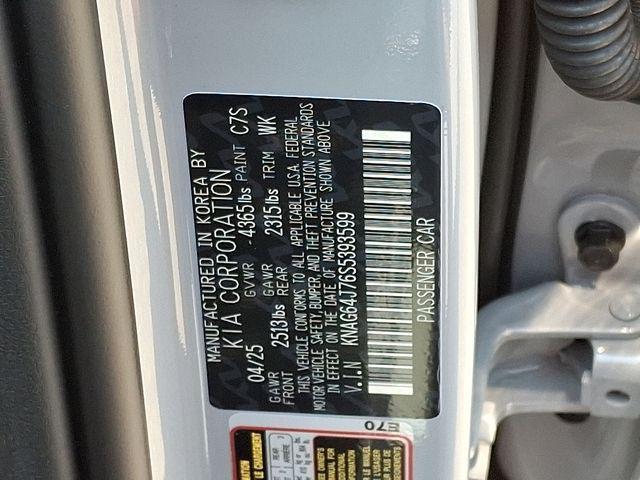 MANUFACTURED IN KOREA BY
KIA CORPORATION
04/25 GVWR - 4365lbs PAINT C7S
GAWR FRONT 2513lbs GAWR REAR 2315lbs TRIM WK
THIS VEHICLE CONFORMS TO ALL APPLICABLE U.S.A. FEDERAL
MOTOR VEHICLE SAFETY, BUMPER, AND THEFT PREVENTION STANDARDS
IN EFFECT ON THE DATE OF MANUFACTURE SHOWN ABOVE
V.I.N KNAG64J76S5393599
PASSENGER CAR
E70
REAR
ARRIÈRE